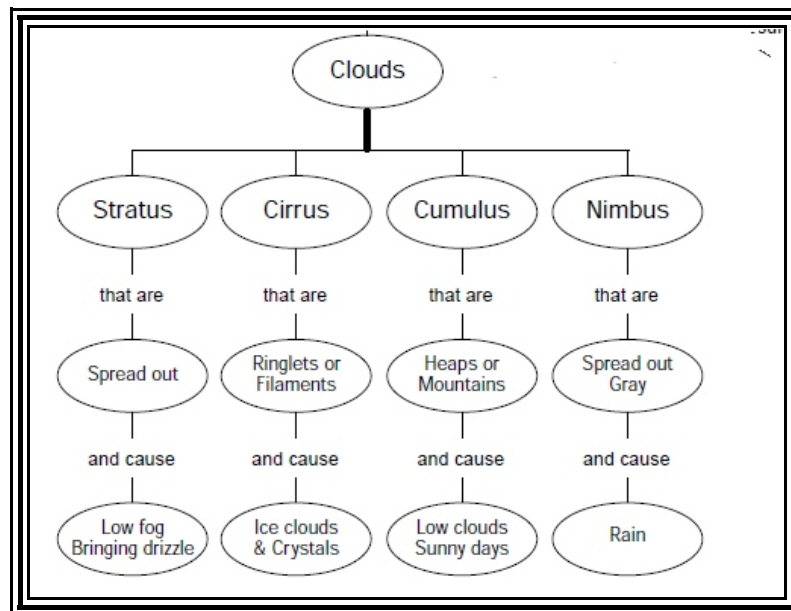 Clouds
Stratus Cirrus Cumulus Nimbus
that are that are that are that are
Spread out
Ringlets or
Filaments
Heaps or
Mountains
Spread out
Gray
and cause and cause and cause and cause
Low fog
Bringing drizzle
Ice clouds
& Crystals
Low clouds
Sunny days
Rain